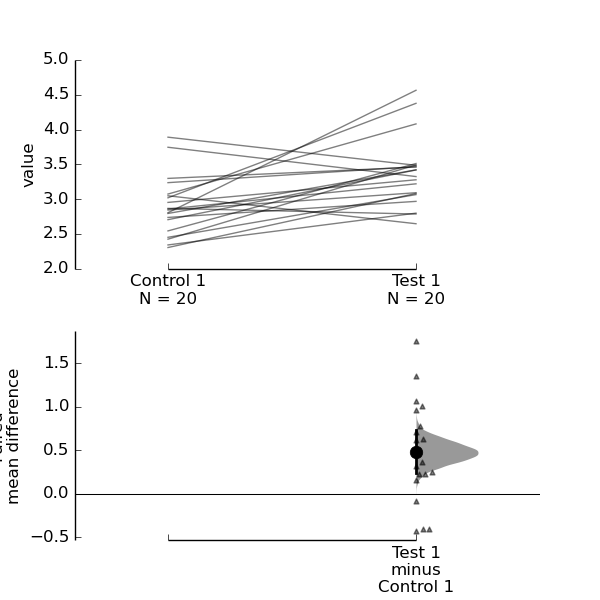 5.0
4.5
4.0
3.5
3.0
2.5
2.0
value
Control 1
N = 20
Test 1
N = 20
1.5
1.0
0.5
0.0
−0.5
mean difference
Test 1
minus
Control 1